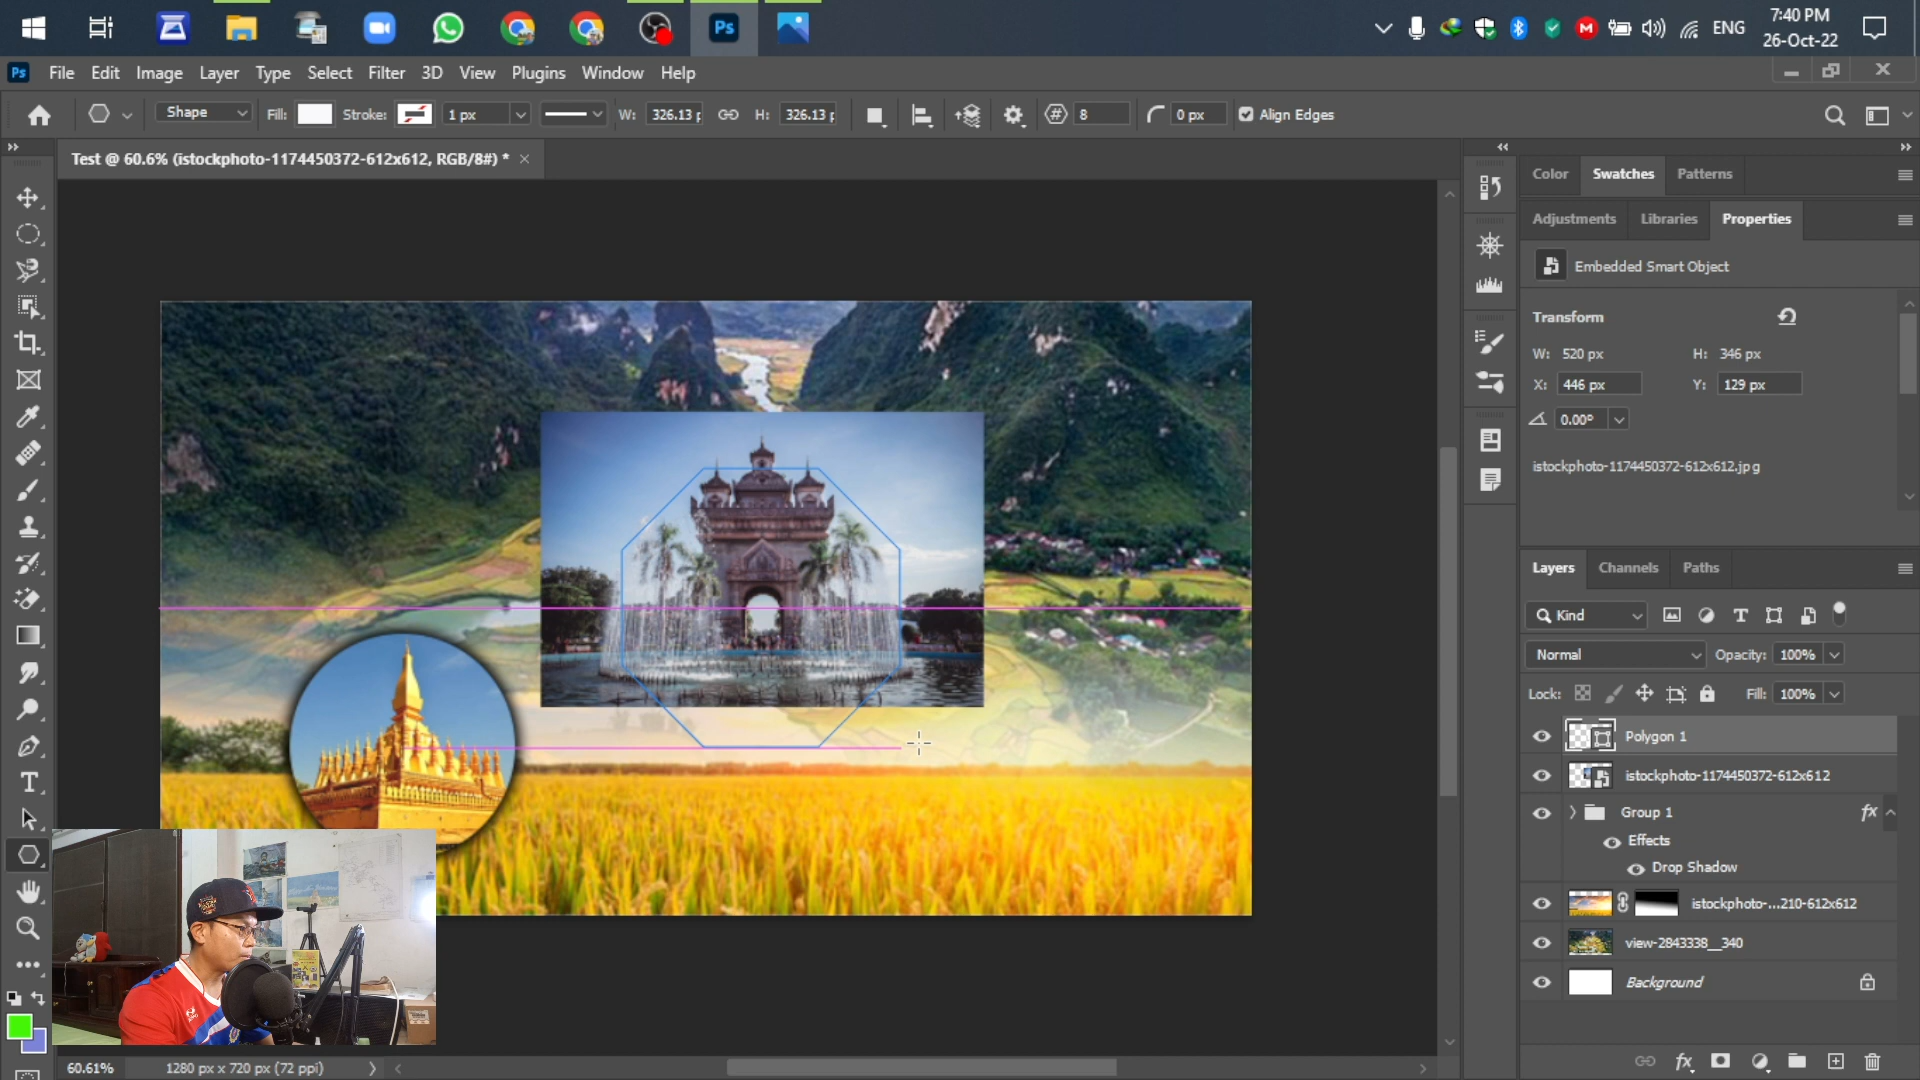 7:40 PM
ENG
26-Oct-22
Ps
Ps File Edit Image Layer Type Select Filter 3D View Plugins Window Help
Shape Fill: Stroke: 1 px W: 326.13 H: 326.13 8 0 px Align Edges
Test @ 60.6% (istockphoto-1174450372-612x612, RGB/8#) * ×
Color Swatches Patterns
Adjustments Libraries Properties
Embedded Smart Object
Transform
W: 520 px H: 346 px
X: 446 px Y: 129 px
0.00°
istockphoto-1174450372-612x612.jpg
Layers Channels Paths
Kind
Normal Opacity: 100%
Lock: Fill: 100%
Polygon 1
istockphoto-1174450372-612x612
Group 1 fx
Effects
Drop Shadow
istockphoto-...210-612x612
view-2843338__340
Background
60.61% 1280 px x 720 px (72 ppi)
fx